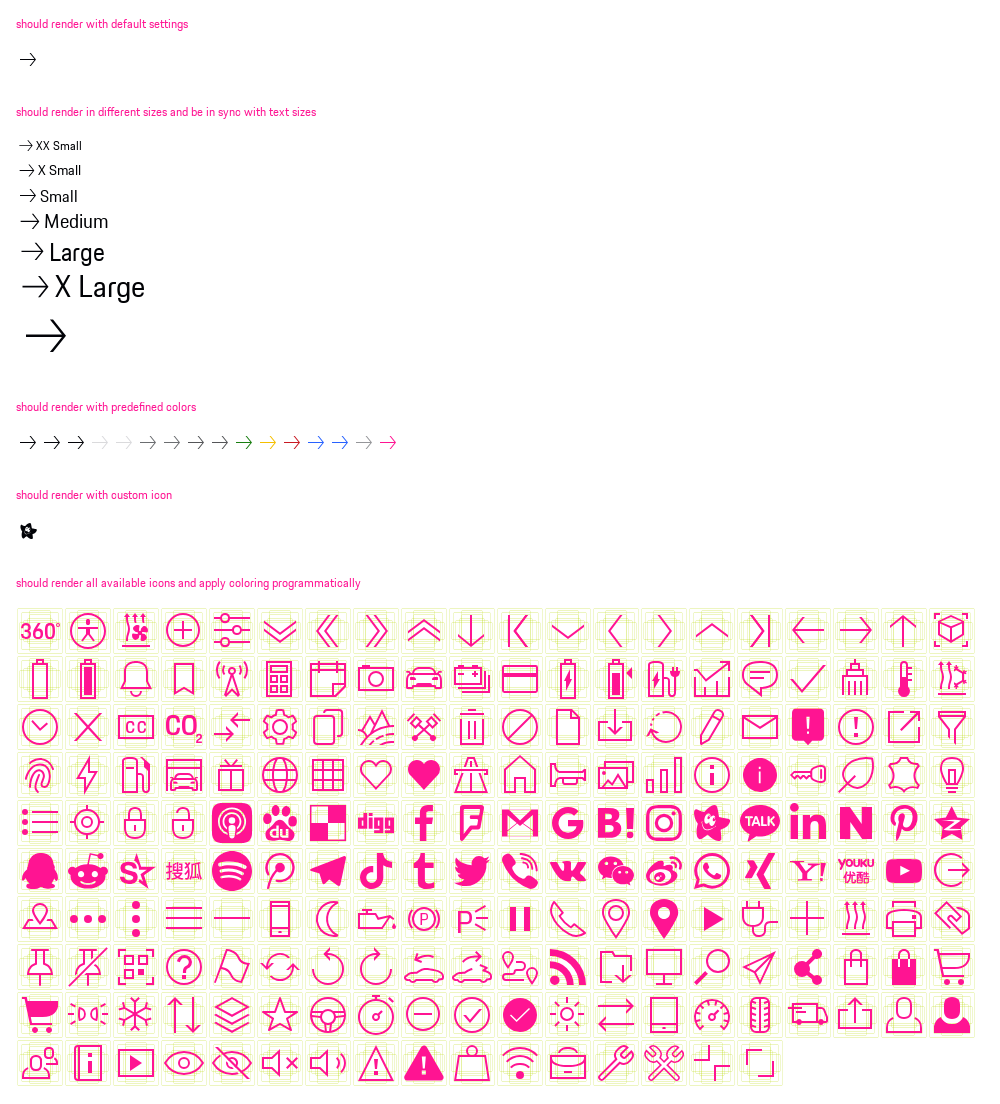 should render with default settings
should render in different sizes and be in sync with text sizes
XX Small
X Small
Small
Medium
Large
X Large
should render with predefined colors
should render with custom icon
should render all available icons and apply coloring programmatically
360°
CC CO2
du digg f G B! TALK in N
S 搜狐 t Y! YOUKU 优酷
P P